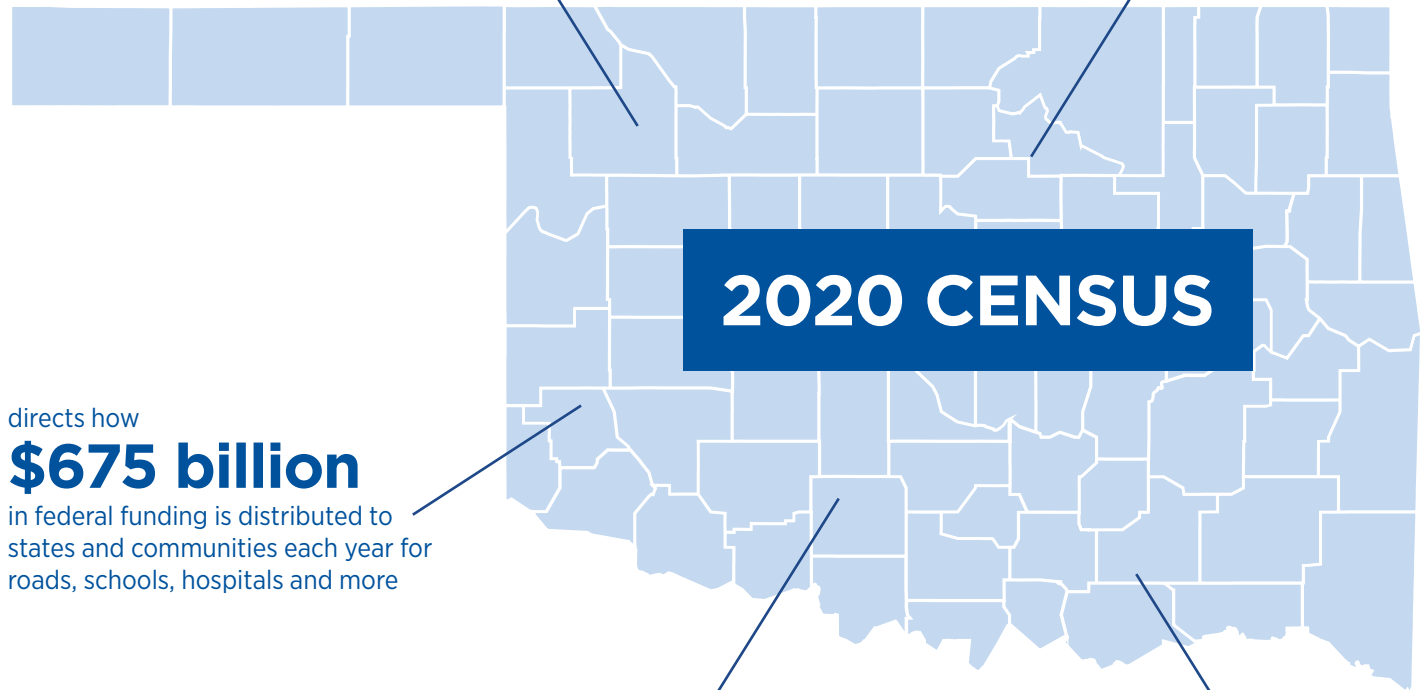 2020 CENSUS
directs how
$675 billion
in federal funding is distributed to
states and communities each year for
roads, schools, hospitals and more